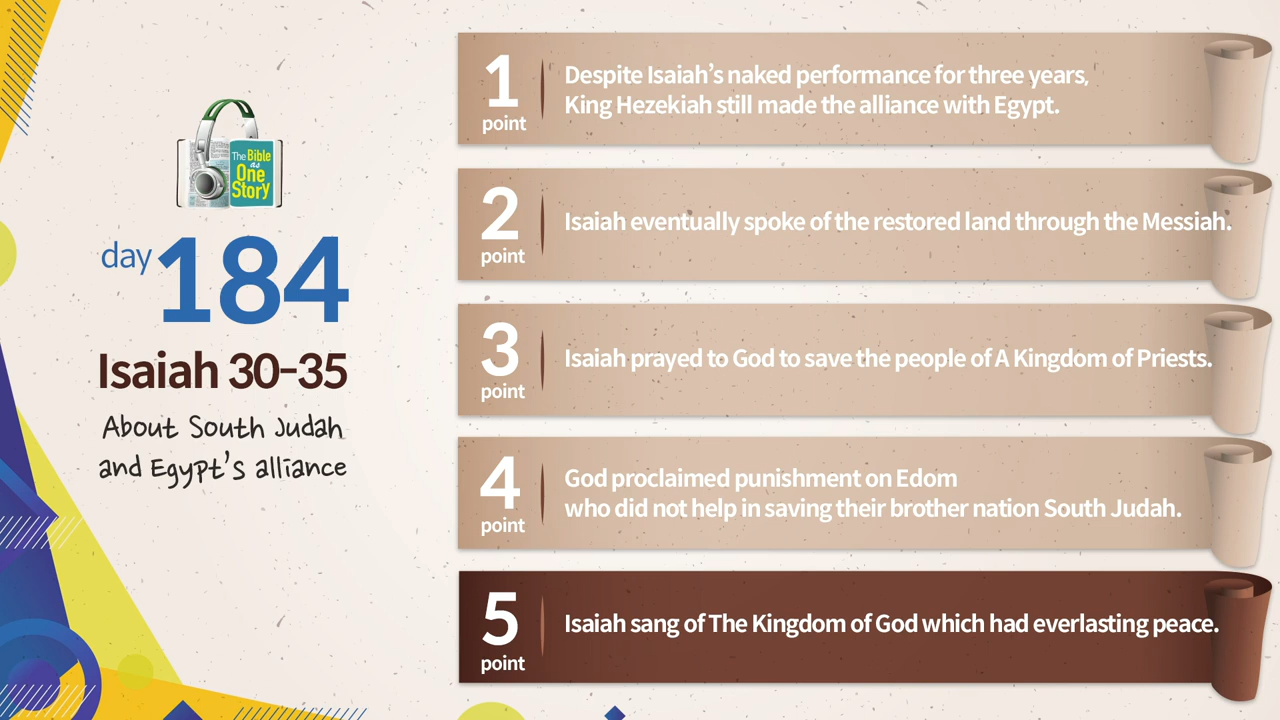 The Bible
as
One
Story
day 184
Isaiah 30-35
About South Judah
and Egypt's alliance
1
point
Despite Isaiah's naked performance for three years,
King Hezekiah still made the alliance with Egypt.
2
point
Isaiah eventually spoke of the restored land through the Messiah.
3
point
Isaiah prayed to God to save the people of A Kingdom of Priests.
4
point
God proclaimed punishment on Edom
who did not help in saving their brother nation South Judah.
5
point
Isaiah sang of The Kingdom of God which had everlasting peace.